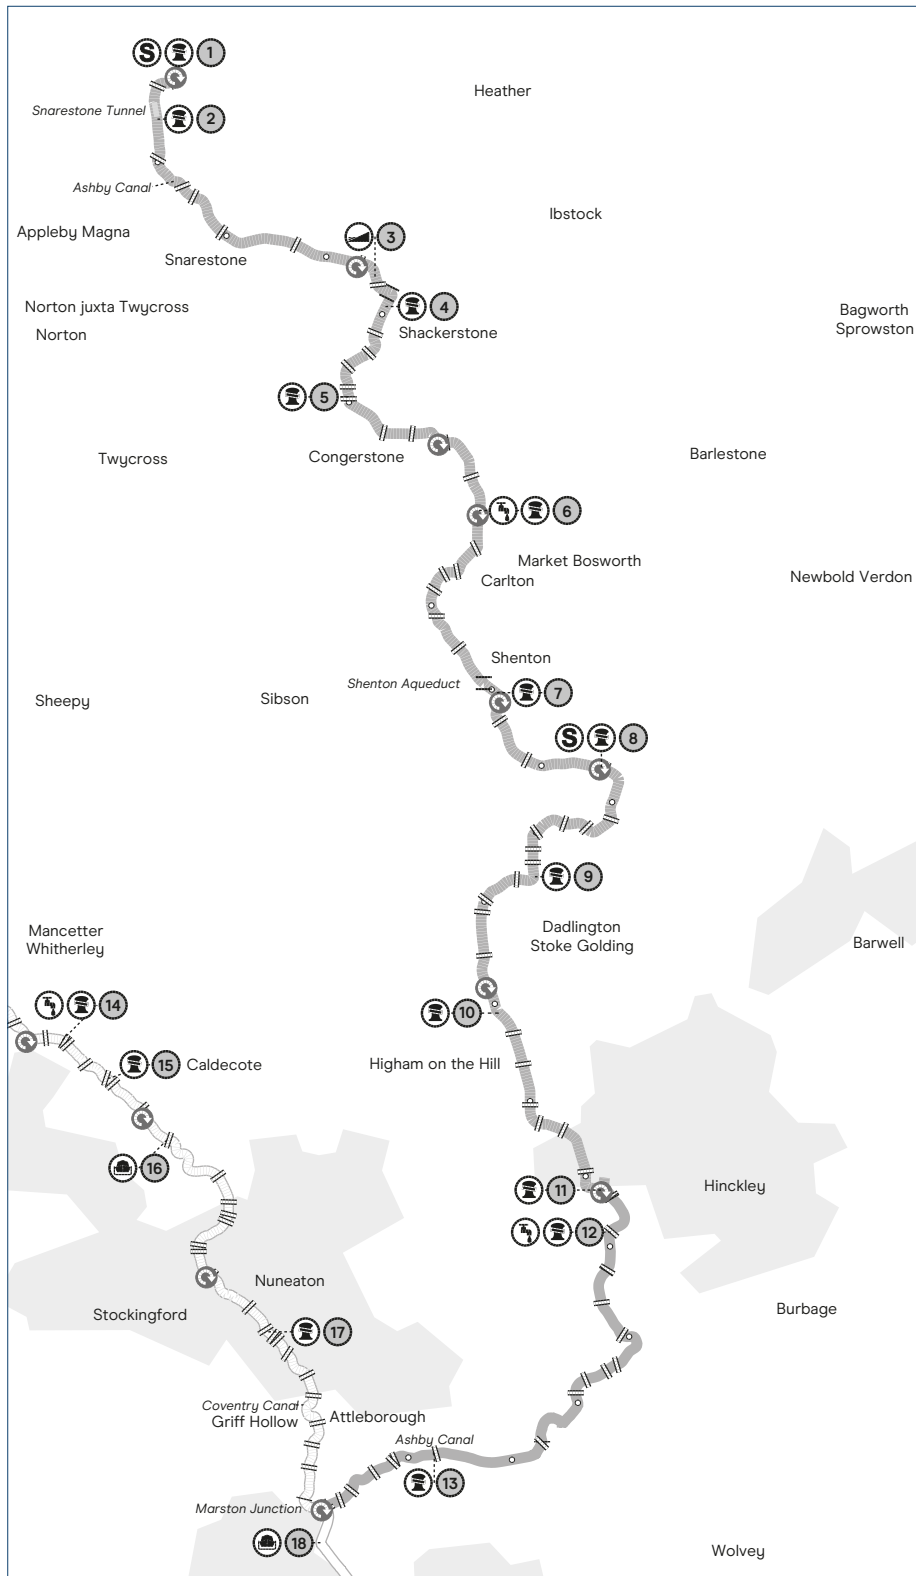 S 1
Heather
Snarestone Tunnel
2
Ashby Canal
Ibstock
Appleby Magna
3
Snarestone
Norton juxta Twycross
4
Bagworth
Sprowston
Norton
Shackerstone
5
Twycross
Congerstone
Barlestone
6
Market Bosworth
Carlton
Newbold Verdon
Shenton
Shenton Aqueduct
7
Sheepy
Sibson
S 8
9
Dadlington
Stoke Golding
Mancetter
Whitherley
Barwell
14
10
15
Caldecote
Higham on the Hill
16
11
Hinckley
12
Nuneaton
Stockingford
17
Burbage
Coventry Canal
Griff Hollow
Attleborough
Ashby Canal
13
Marston Junction
18
Wolvey